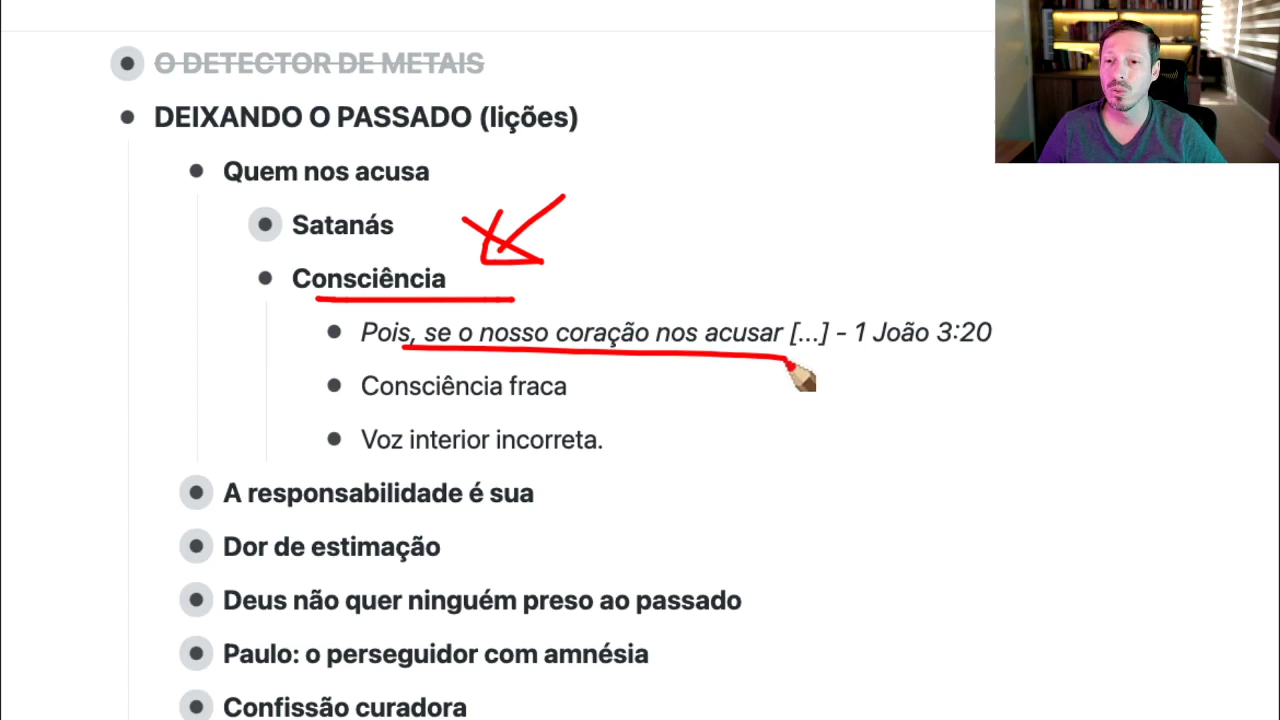 O DETECTOR DE METAIS
DEIXANDO O PASSADO (lições)
Quem nos acusa
Satanás
Consciência
Pois, se o nosso coração nos acusar [...] - 1 João 3:20
Consciência fraca
Voz interior incorreta.
A responsabilidade é sua
Dor de estimação
Deus não quer ninguém preso ao passado
Paulo: o perseguidor com amnésia
Confissão curadora